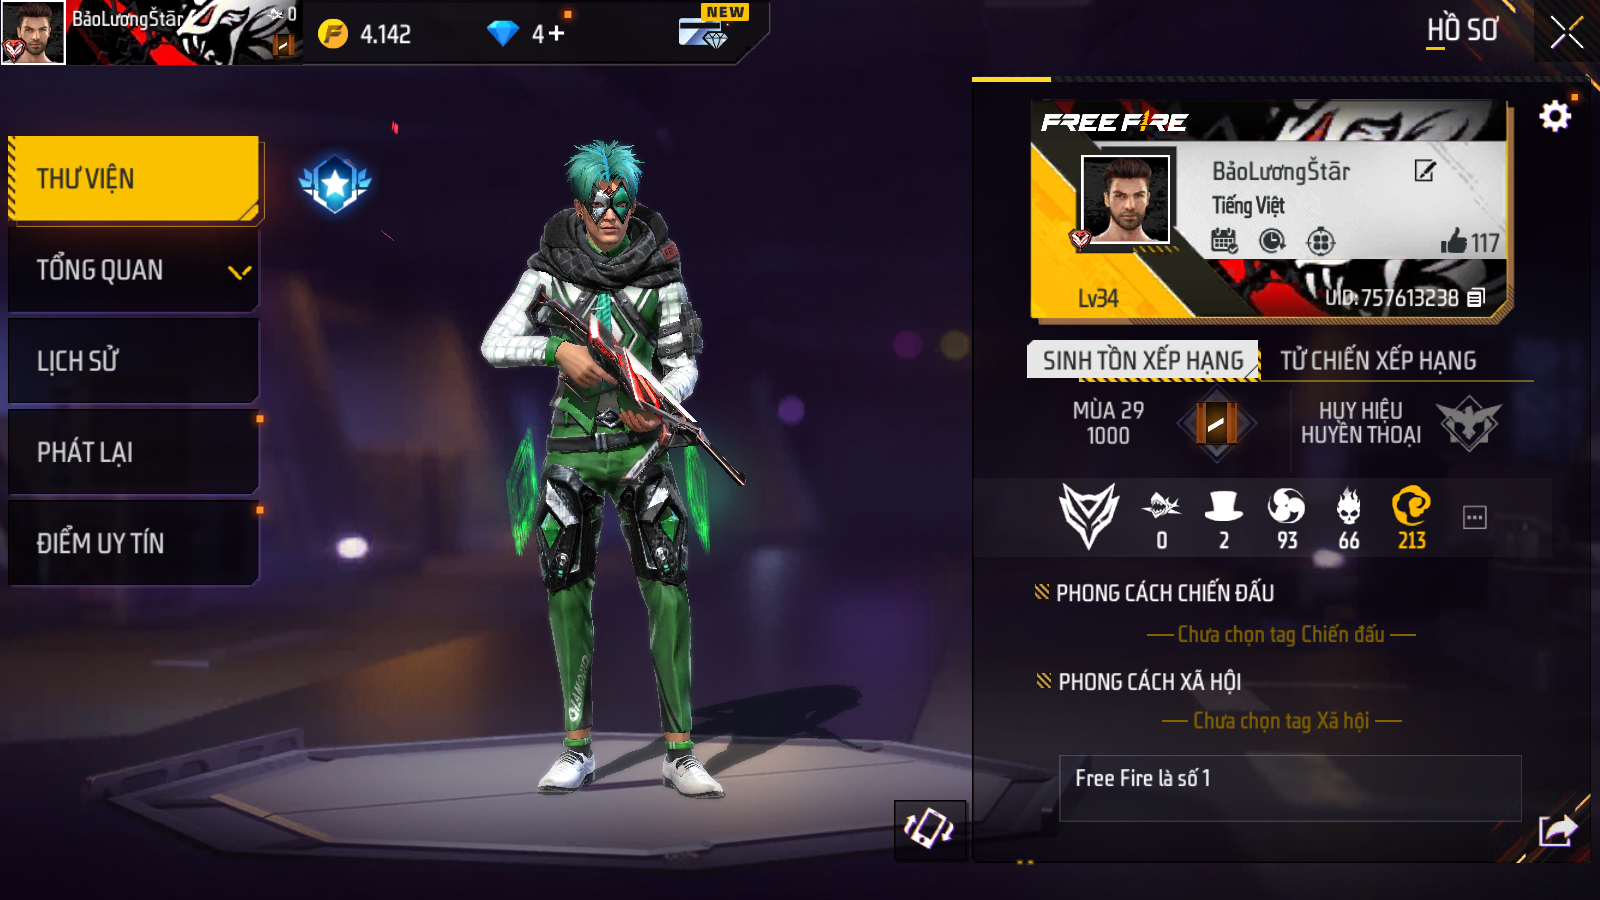 BảoLươngŠtār
0
4.142
4+
NEW
HỒ SƠ
THƯ VIỆN
TỔNG QUAN
LỊCH SỬ
PHÁT LẠI
ĐIỂM UY TÍN
FREE FIRE
BảoLươngŠtār
Tiếng Việt
117
Lv34
UID:757613238
SINH TỒN XẾP HẠNG
TỬ CHIẾN XẾP HẠNG
MÙA 29
1000
HUY HIỆU
HUYỀN THOẠI
0
2
93
66
213
PHONG CÁCH CHIẾN ĐẤU
Chưa chọn tag Chiến đấu
PHONG CÁCH XÃ HỘI
Chưa chọn tag Xã hội
Free Fire là số 1